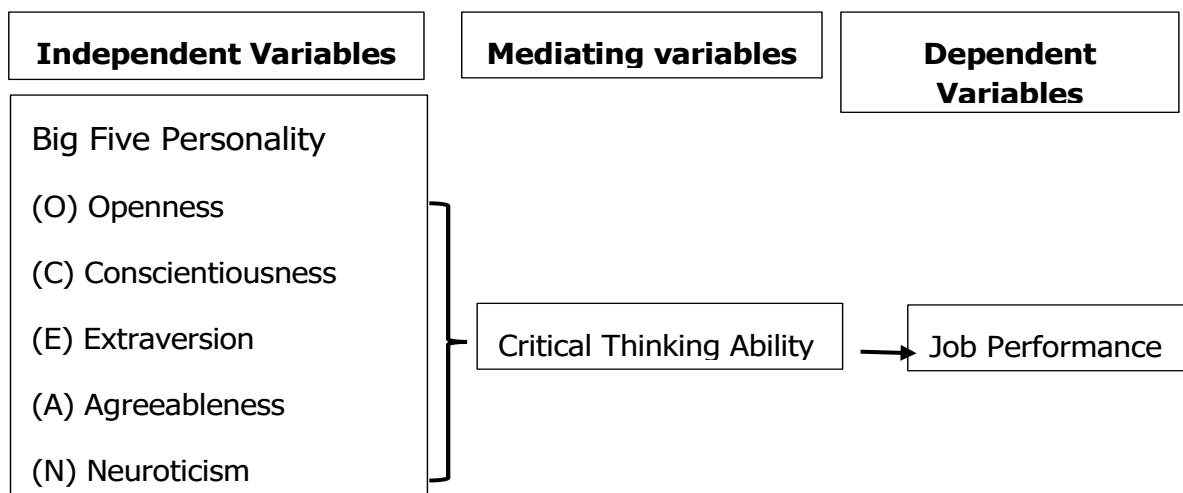 Independent Variables
Mediating variables
Dependent
Variables
Big Five Personality
(O) Openness
(C) Conscientiousness
(E) Extraversion
(A) Agreeableness
(N) Neuroticism
Critical Thinking Ability
Job Performance